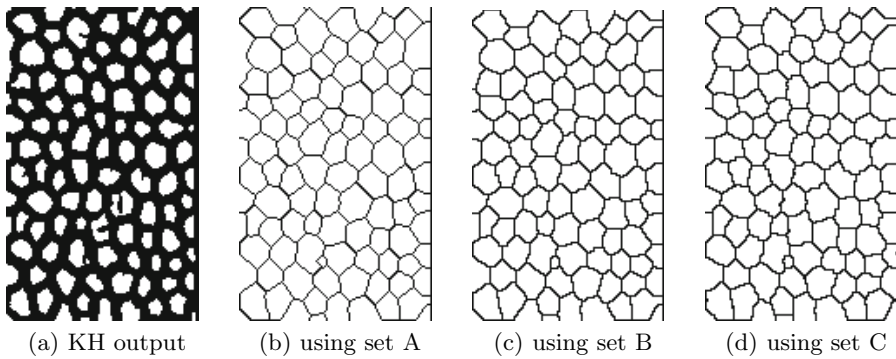 (a) KH output
(b) using set A
(c) using set B
(d) using set C